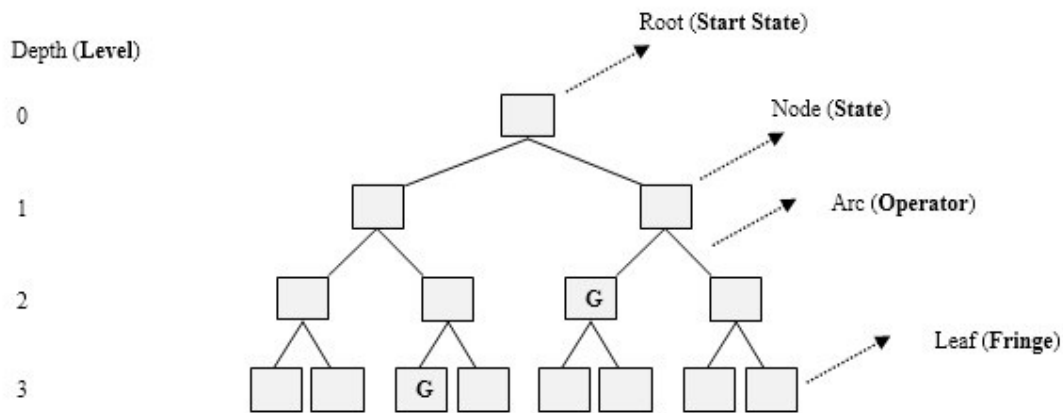 Root (Start State)
Depth (Level)
0
Node (State)
1
Arc (Operator)
2
G
Leaf (Fringe)
3
G